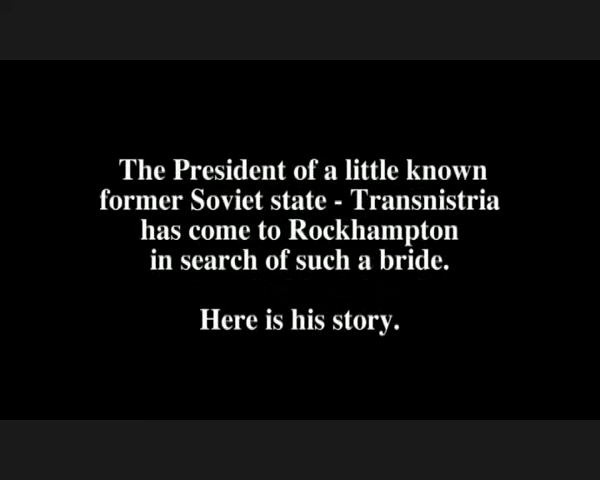 The President of a little known
former Soviet state - Transnistria
has come to Rockhampton
in search of such a bride.
Here is his story.